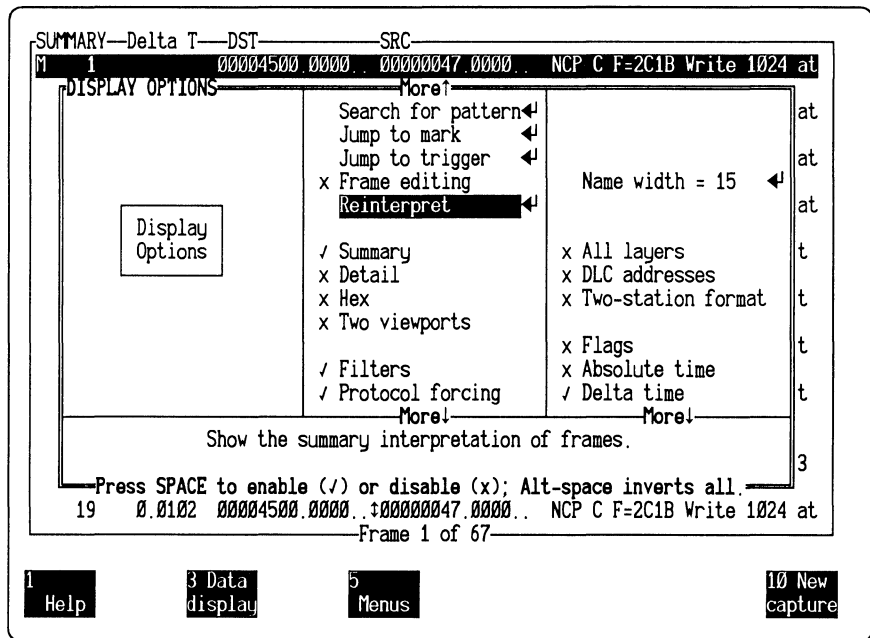 SUMMARY—Delta T—DST—SRC
M 1 00004500.0000.. 00000047.0000.. NCP C F=2C1B Write 1024 at
DISPLAY OPTIONS More↑
Search for pattern↵ at
Jump to mark ↵
Jump to trigger ↵ at
x Frame editing Name width = 15 ↵
Reinterpret ↵ at
Display
Options
√ Summary x All layers t
x Detail x DLC addresses
x Hex x Two-station format t
x Two viewports
x Flags t
√ Filters x Absolute time
√ Protocol forcing √ Delta time t
More↓ More↓
Show the summary interpretation of frames.
3
Press SPACE to enable (√) or disable (x); Alt-space inverts all.
19 0.0102 00004500.0000..↕00000047.0000.. NCP C F=2C1B Write 1024 at
Frame 1 of 67
1 Help
3 Data display
5 Menus
10 New capture